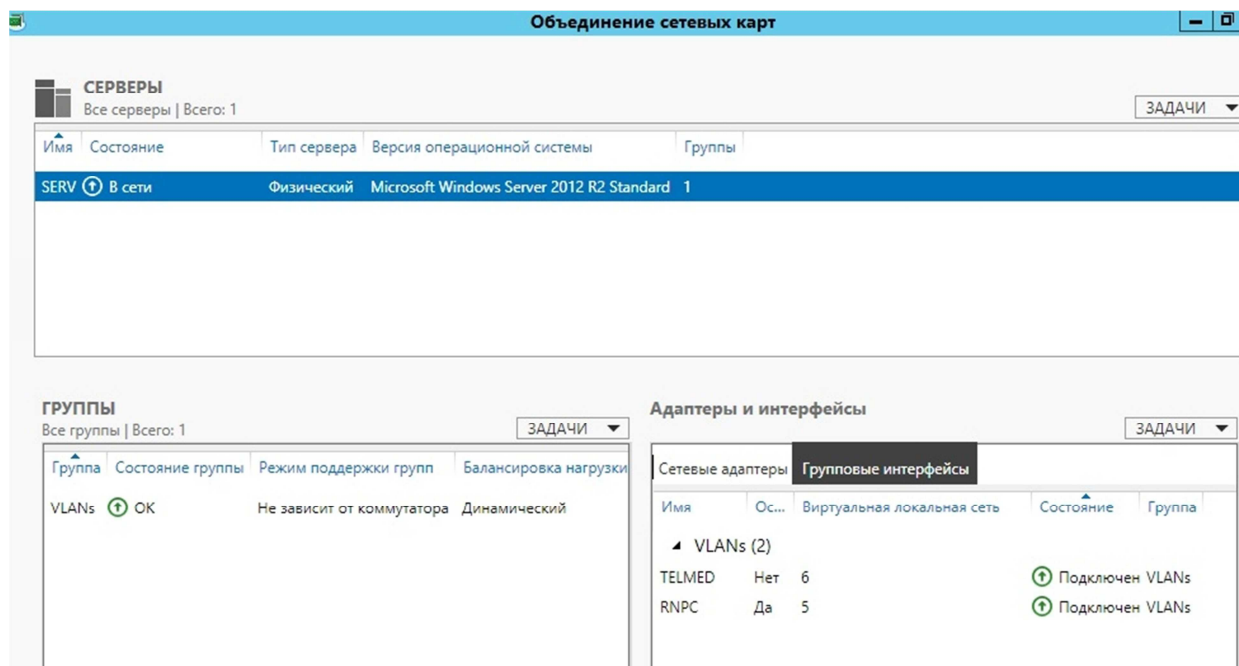 Объединение сетевых карт
СЕРВЕРЫ
Все серверы | Всего: 1
ЗАДАЧИ
Имя Состояние Тип сервера Версия операционной системы Группы
SERV В сети Физический Microsoft Windows Server 2012 R2 Standard 1
ГРУППЫ
Все группы | Всего: 1
ЗАДАЧИ
Группа Состояние группы Режим поддержки групп Балансировка нагрузки
VLANs OK Не зависит от коммутатора Динамический
Адаптеры и интерфейсы
ЗАДАЧИ
Сетевые адаптеры Групповые интерфейсы
Имя Ос... Виртуальная локальная сеть Состояние Группа
VLANs (2)
TELMED Нет 6 Подключен VLANs
RNPC Да 5 Подключен VLANs